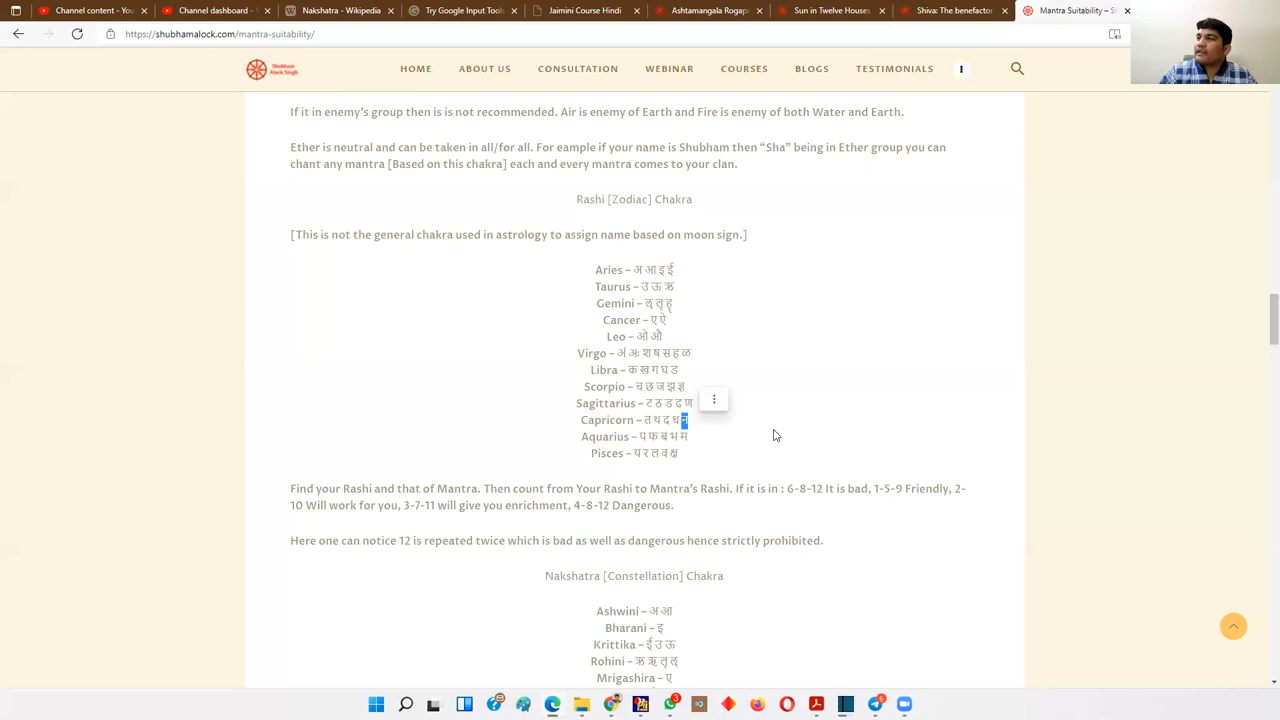 Content content - Y
Channel dashboard - Y
Nakshatra - Wikipedia
Try Google Input Tool
Jaimini Course Hindi
Ashtamangala Rogap
Sun in Twelve Houses
Shiva: The benefactor
Mantra Suitability – S
https://shubhamalock.com/mantra-suitability/
Shubham
Alock Singh
HOME ABOUT US CONSULTATION WEBINAR COURSES BLOGS TESTIMONIALS
If it in enemy's group then is is not recommended. Air is enemy of Earth and Fire is enemy of both Water and Earth.
Ether is neutral and can be taken in all/for all. For eample if your name is Shubham then “Sha” being in Ether group you can
chant any mantra [Based on this chakra] each and every mantra comes to your clan.
Rashi [Zodiac] Chakra
[This is not the general chakra used in astrology to assign name based on moon sign.]
Aries – अ आ इ ई
Taurus – उ ऊ ऋ
Gemini – ऌ ॡ
Cancer – ए ऐ
Leo – ओ औ
Virgo – अं अः श ष स ह ळ
Libra – क ख ग घ ड
Scorpio – च छ ज झ ज्ञ
Sagittarius – ट ठ ड ढ ण
Capricorn – त थ द ध न
Aquarius – प फ ब भ म
Pisces – य र ल व क्ष
Find your Rashi and that of Mantra. Then count from Your Rashi to Mantra's Rashi. If it is in : 6-8-12 It is bad, 1-5-9 Friendly, 2-
10 Will work for you, 3-7-11 will give you enrichment, 4-8-12 Dangerous.
Here one can notice 12 is repeated twice which is bad as well as dangerous hence strictly prohibited.
Nakshatra [Constellation] Chakra
Ashwini – अ आ
Bharani – इ
Krittika – ई उ ऊ
Rohini – ऋ ॠ ऌ ॡ
Mrigashira – ए